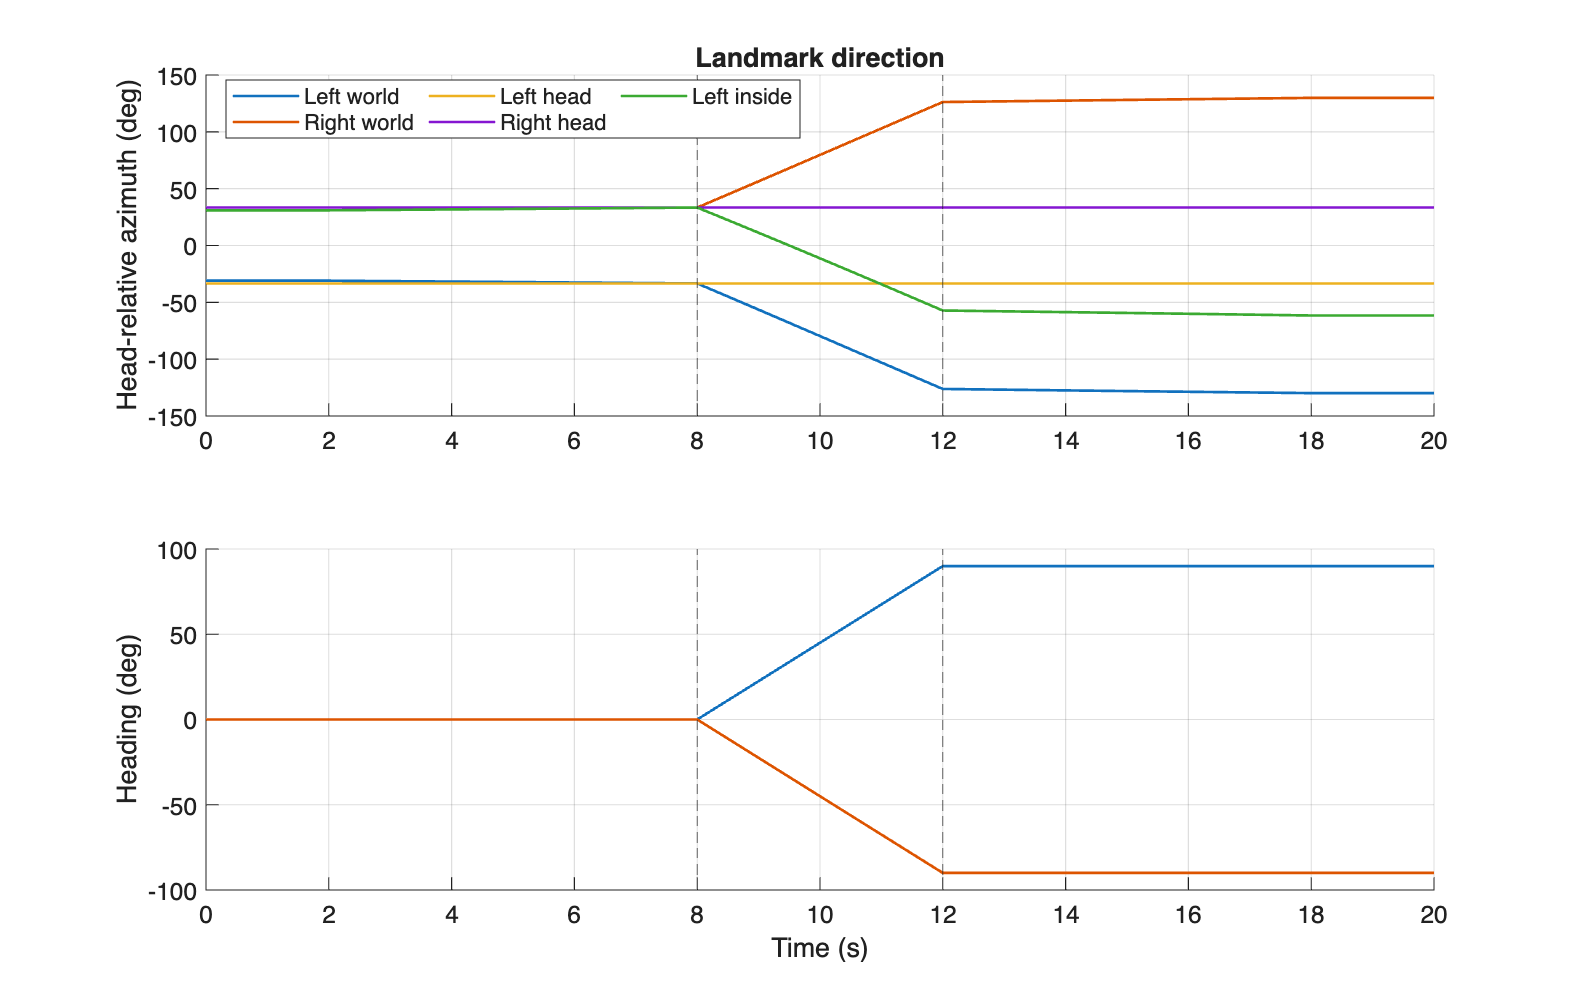 Landmark direction
Left world Left head Left inside
Right world Right head
Head-relative azimuth (deg)
150
100
50
0
-50
-100
-150
0 2 4 6 8 10 12 14 16 18 20
Heading (deg)
100
50
0
-50
-100
0 2 4 6 8 10 12 14 16 18 20
Time (s)